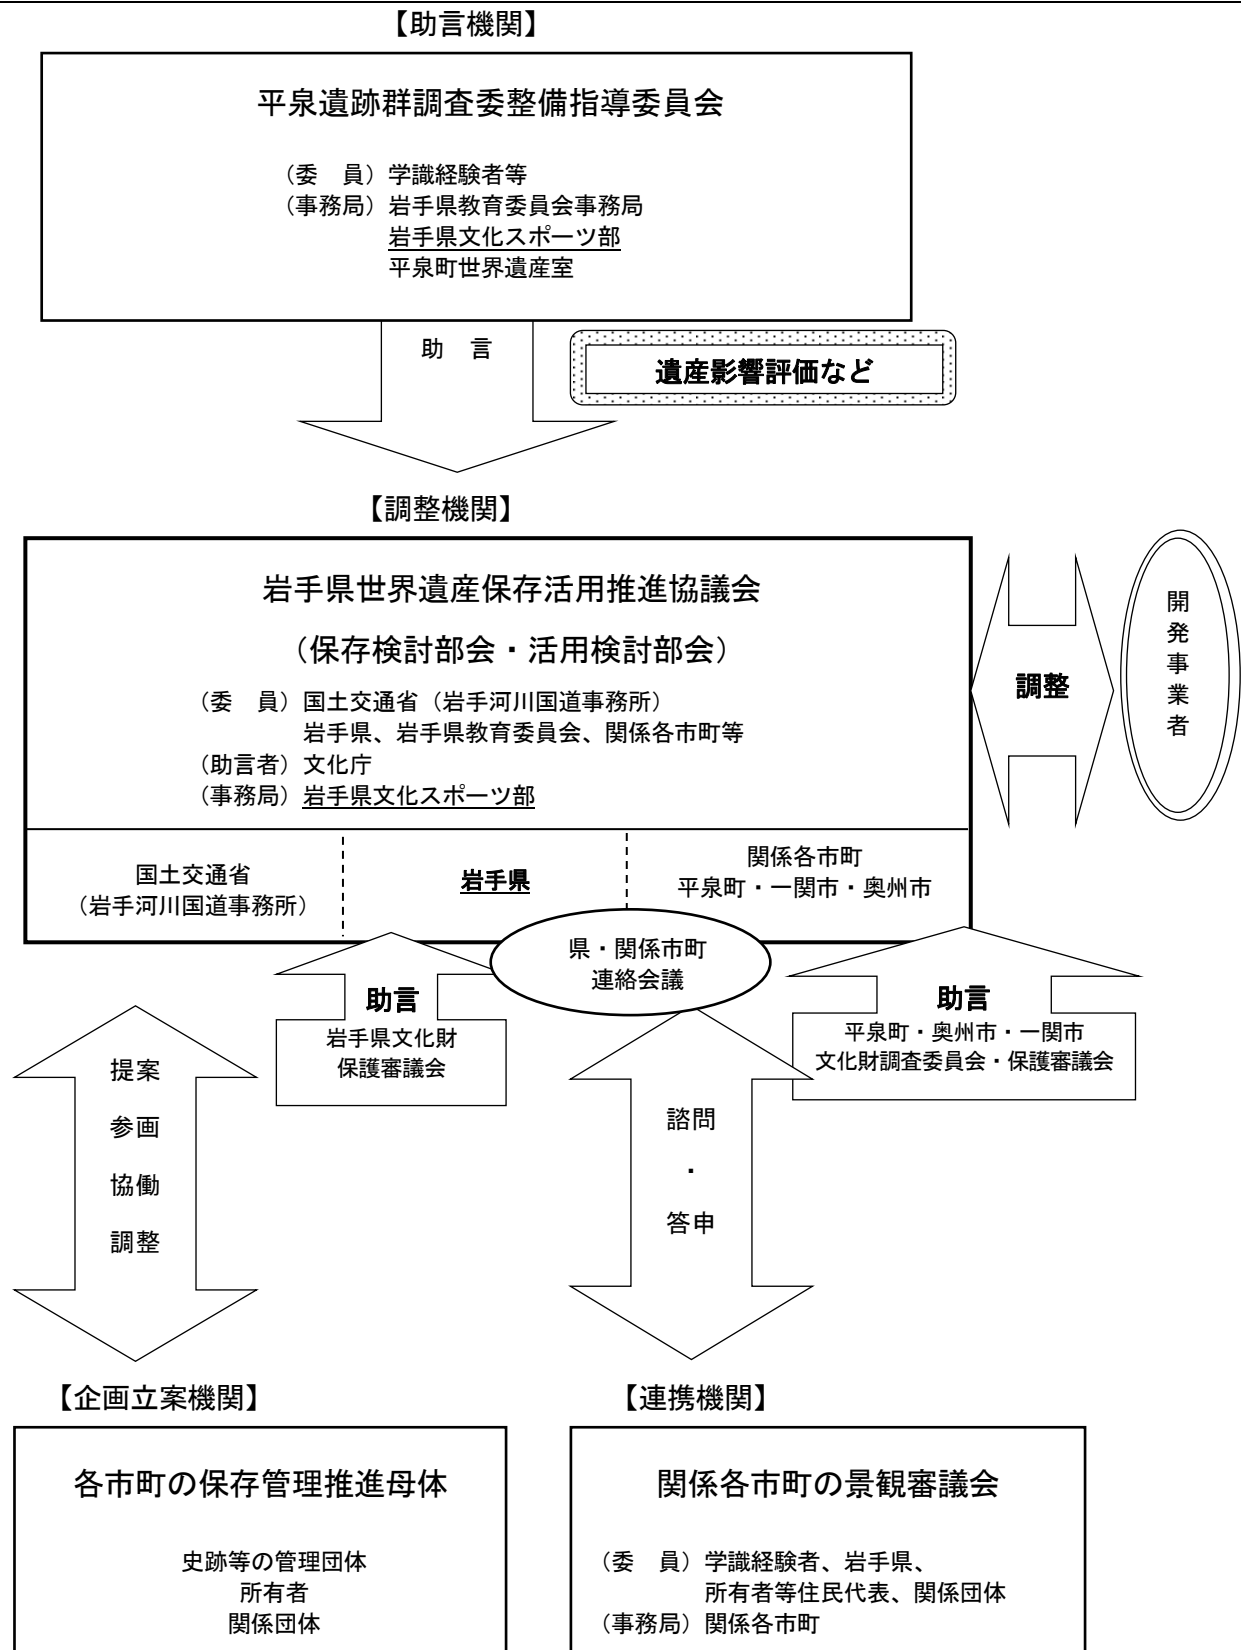 【助言機関】
平泉遺跡群調査委整備指導委員会
（委　員）学識経験者等
（事務局）岩手県教育委員会事務局
岩手県文化スポーツ部
平泉町世界遺産室
助　言
遺産影響評価など
【調整機関】
岩手県世界遺産保存活用推進協議会
（保存検討部会・活用検討部会）
（委　員）国土交通省（岩手河川国道事務所）
岩手県、岩手県教育委員会、関係各市町等
（助言者）文化庁
（事務局）岩手県文化スポーツ部
調整
開発事業者
国土交通省
（岩手河川国道事務所）
岩手県
関係各市町
平泉町・一関市・奥州市
県・関係市町
連絡会議
助言
岩手県文化財
保護審議会
助言
平泉町・奥州市・一関市
文化財調査委員会・保護審議会
提案
参画
協働
調整
諮問
・
答申
【企画立案機関】
各市町の保存管理推進母体
史跡等の管理団体
所有者
関係団体
【連携機関】
関係各市町の景観審議会
（委　員）学識経験者、岩手県、
所有者等住民代表、関係団体
（事務局）関係各市町